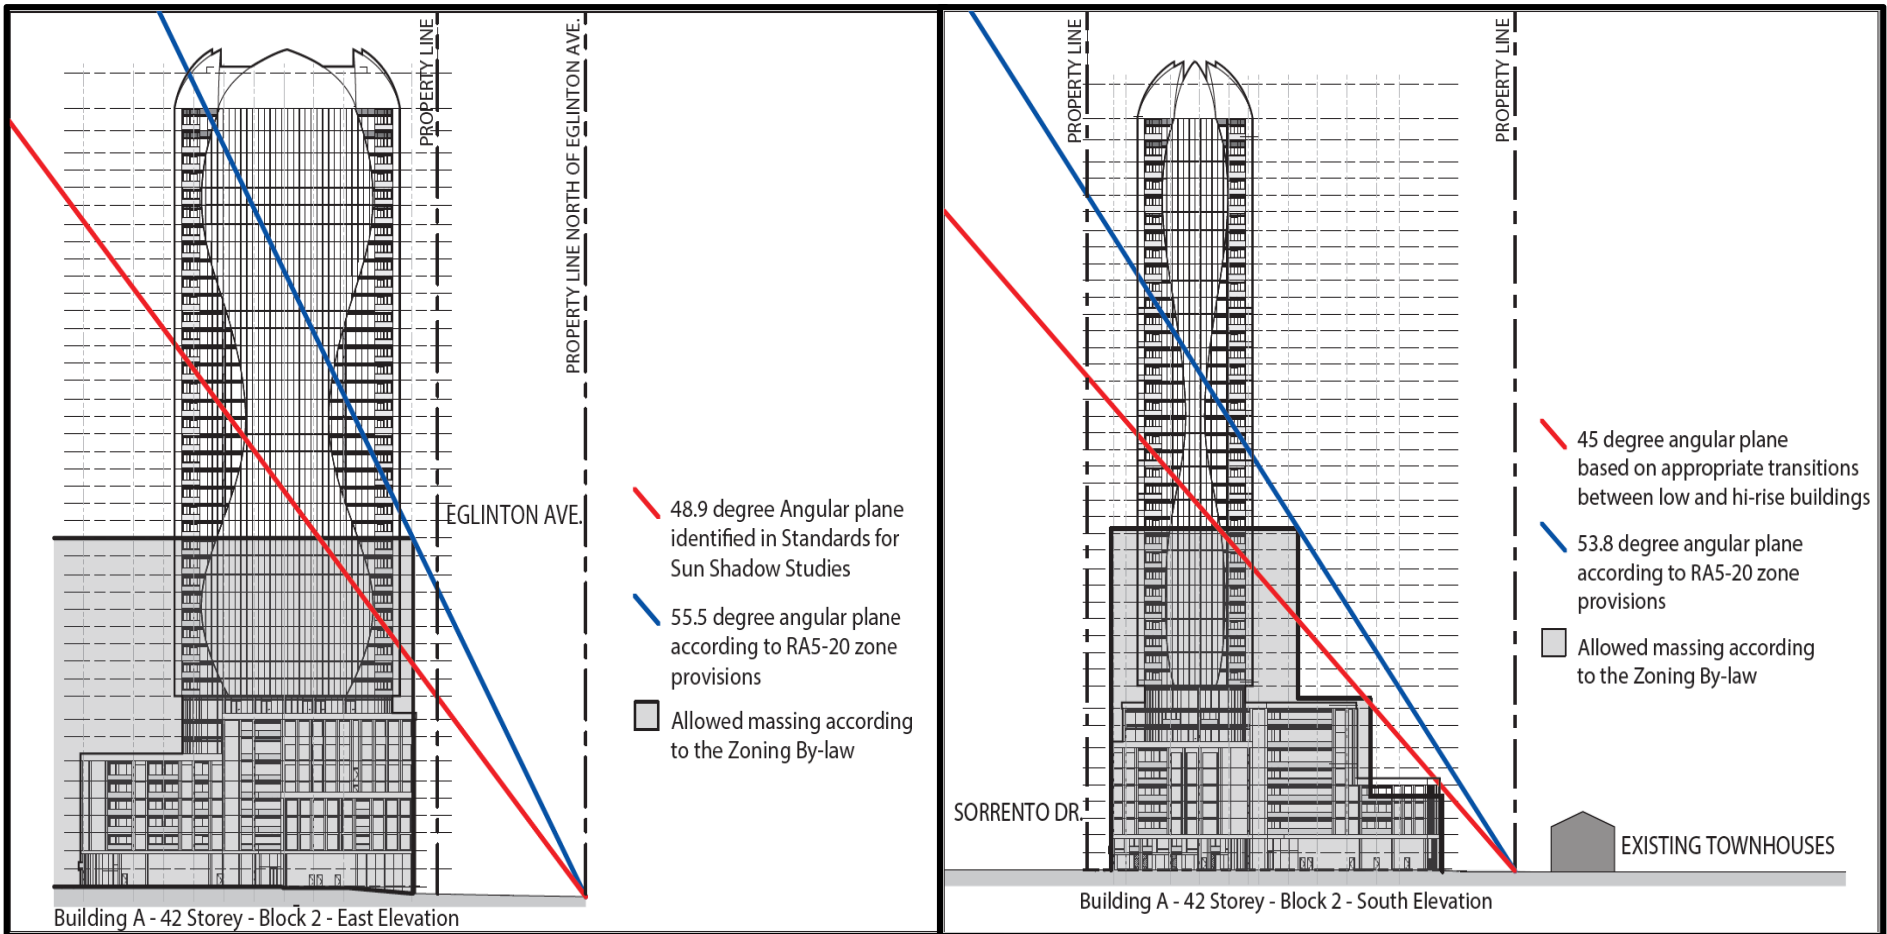 PROPERTY LINE
PROPERTY LINE NORTH OF EGLINTON AVE.
EGLINTON AVE.
48.9 degree Angular plane
identified in Standards for
Sun Shadow Studies
55.5 degree angular plane
according to RA5-20 zone
provisions
Allowed massing according
to the Zoning By-law
Building A - 42 Storey - Block 2 - East Elevation
PROPERTY LINE
PROPERTY LINE
45 degree angular plane
based on appropriate transitions
between low and hi-rise buildings
53.8 degree angular plane
according to RA5-20 zone
provisions
Allowed massing according
to the Zoning By-law
SORRENTO DR.
EXISTING TOWNHOUSES
Building A - 42 Storey - Block 2 - South Elevation